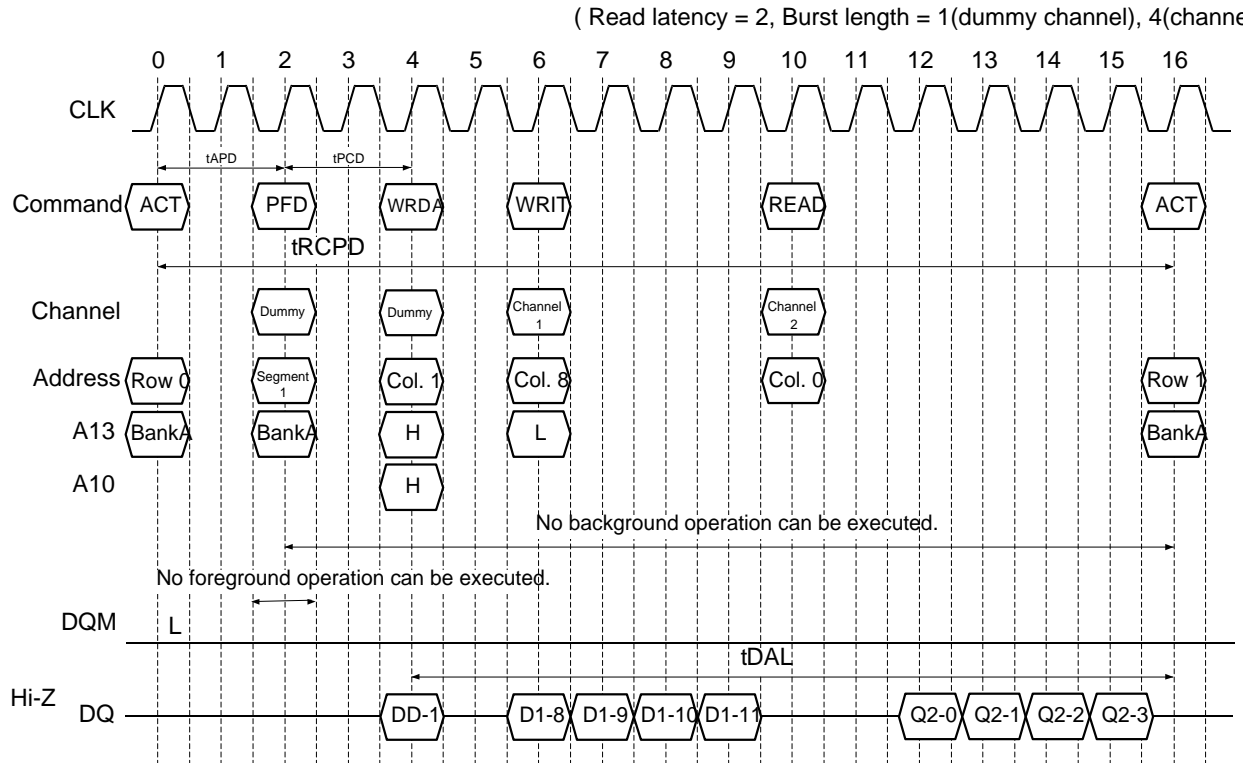 ( Read latency = 2, Burst length = 1(dummy channel), 4(channe
0 1 2 3 4 5 6 7 8 9 10 11 12 13 14 15 16
CLK
tAPD tPCD
Command ACT PFD WRDA WRIT READ ACT
tRCPD
Channel Dummy Dummy Channel 1 Channel 2
Address Row 0 Segment 1 Col. 1 Col. 8 Col. 0 Row 1
A13 BankA BankA H L BankA
A10 H
No background operation can be executed.
No foreground operation can be executed.
DQM L
tDAL
Hi-Z
DQ DD-1 D1-8 D1-9 D1-10 D1-11 Q2-0 Q2-1 Q2-2 Q2-3